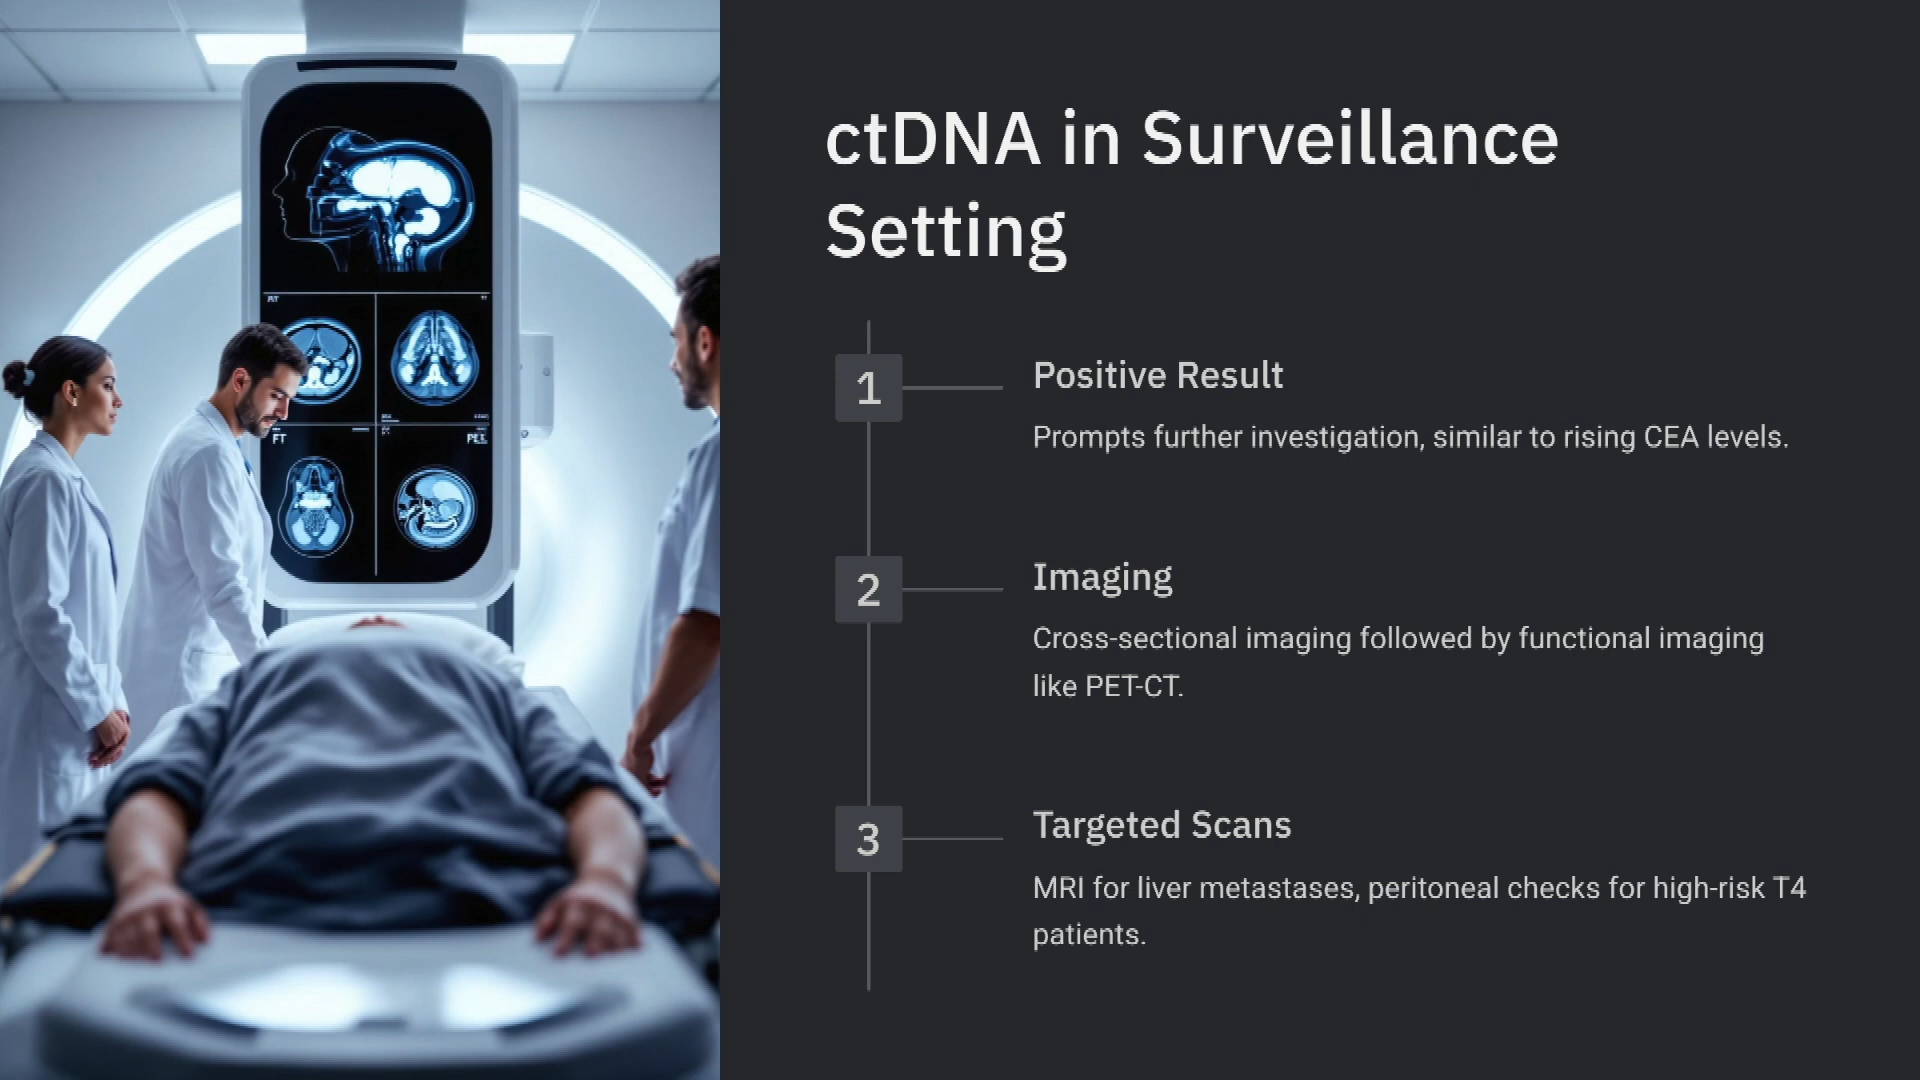 ctDNA in Surveillance
Setting
1
Positive Result
Prompts further investigation, similar to rising CEA levels.
2
Imaging
Cross-sectional imaging followed by functional imaging
like PET-CT.
3
Targeted Scans
MRI for liver metastases, peritoneal checks for high-risk T4
patients.
FT